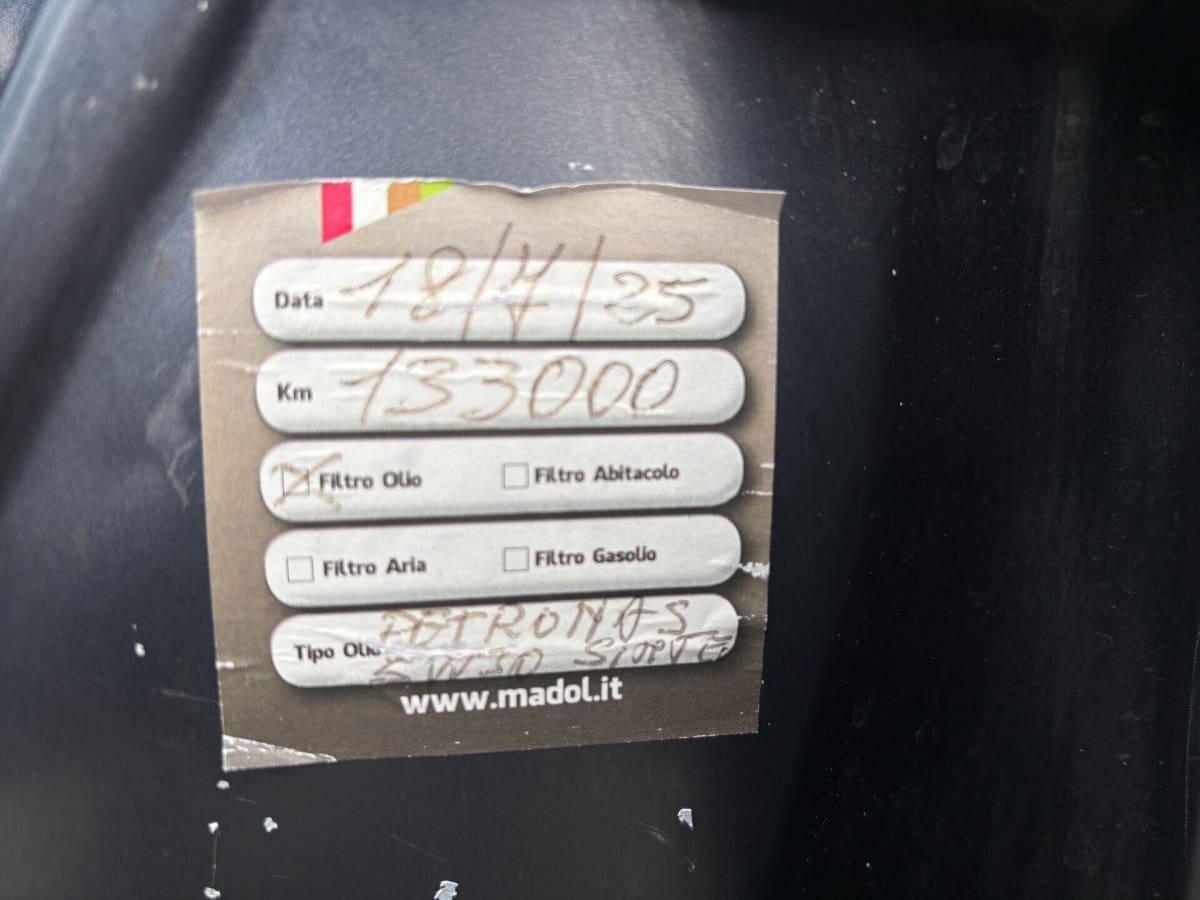 Data 18/7/25
Km 133000
Filtro Olio Filtro Abitacolo
Filtro Aria Filtro Gasolio
Tipo Olio PETRONAS
5W30
www.madol.it